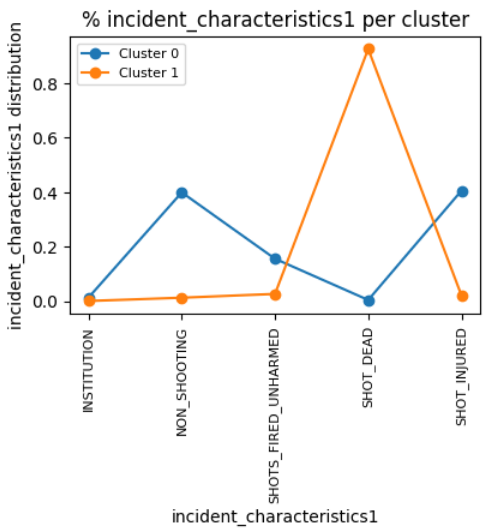 % incident_characteristics1 per cluster
Cluster 0
Cluster 1
incident_characteristics1 distribution
0.8
0.6
0.4
0.2
0.0
INSTITUTION
NON_SHOOTING
SHOTS_FIRED_UNHARMED
SHOT_DEAD
SHOT_INJURED
incident_characteristics1